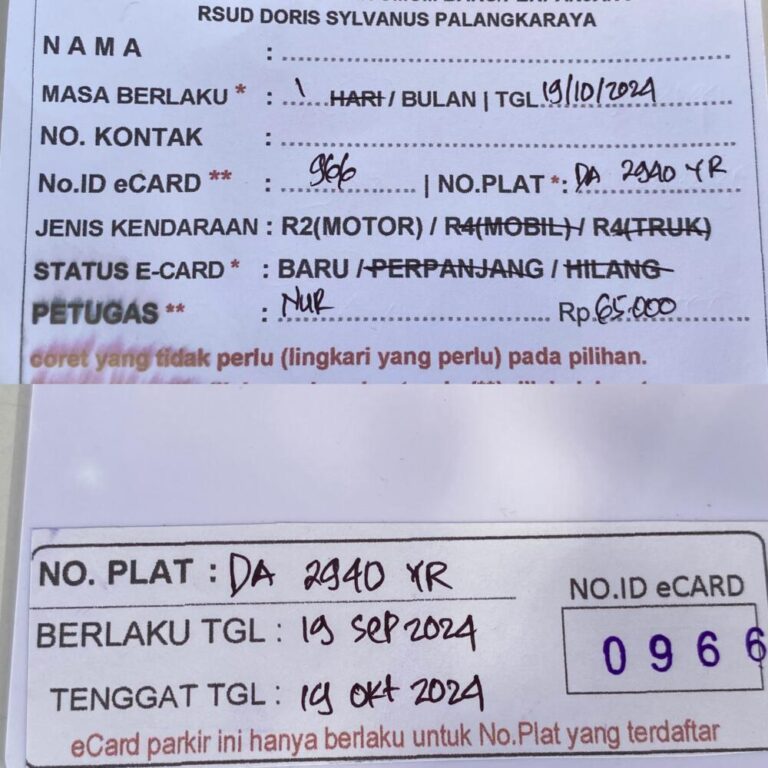 RSUD DORIS SYLVANUS PALANGKARAYA
NAMA :
MASA BERLAKU * : 1 HARI / BULAN | TGL. 19/10/2024
NO. KONTAK :
No.ID eCARD ** : 966 | NO.PLAT *: DA 2940 YR
JENIS KENDARAAN : R2(MOTOR) / R4(MOBIL) / R4(TRUK)
STATUS E-CARD * : BARU / PERPANJANG / HILANG
PETUGAS ** : NUR Rp. 65.000
coret yang tidak perlu (lingkari yang perlu) pada pilihan.
NO. PLAT : DA 2940 YR
NO.ID eCARD
BERLAKU TGL : 19 SEP 2024
0966
TENGGAT TGL : 19 OKT 2024
eCard parkir ini hanya berlaku untuk No.Plat yang terdaftar